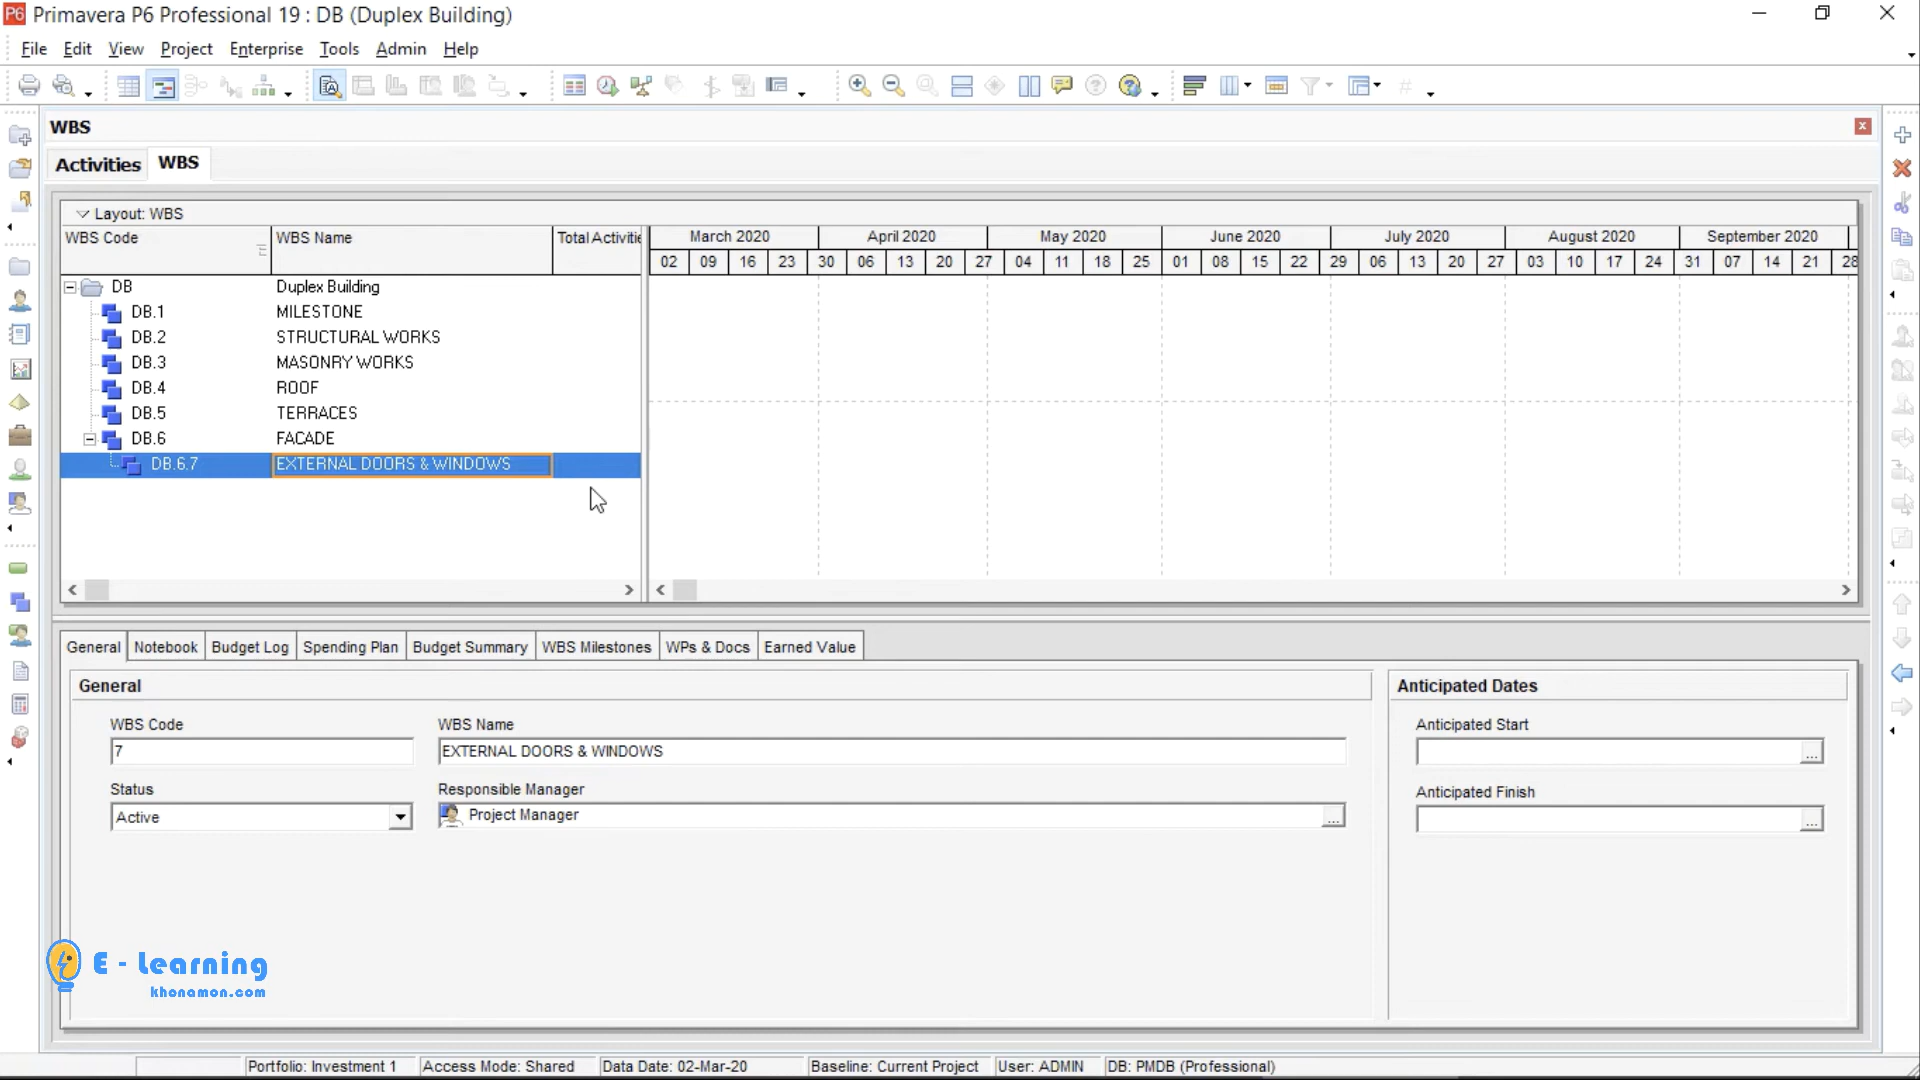 Primavera P6 Professional 19 : DB (Duplex Building)
File Edit View Project Enterprise Tools Admin Help
WBS
Activities WBS
Layout: WBS
WBS Code WBS Name Total Activitie
March 2020 April 2020 May 2020 June 2020 July 2020 August 2020 September 2020
02 09 16 23 30 06 13 20 27 04 11 18 25 01 08 15 22 29 06 13 20 27 03 10 17 24 31 07 14 21 28
DB Duplex Building
DB.1 MILESTONE
DB.2 STRUCTURAL WORKS
DB.3 MASONRY WORKS
DB.4 ROOF
DB.5 TERRACES
DB.6 FACADE
DB.6.7 EXTERNAL DOORS & WINDOWS
General Notebook Budget Log Spending Plan Budget Summary WBS Milestones WPs & Docs Earned Value
General Anticipated Dates
WBS Code WBS Name Anticipated Start
7 EXTERNAL DOORS & WINDOWS ...
Status Responsible Manager Anticipated Finish
Active Project Manager ... ...
E - Learning
khonamon.com
Portfolio: Investment 1 Access Mode: Shared Data Date: 02-Mar-20 Baseline: Current Project User: ADMIN DB: PMDB (Professional)